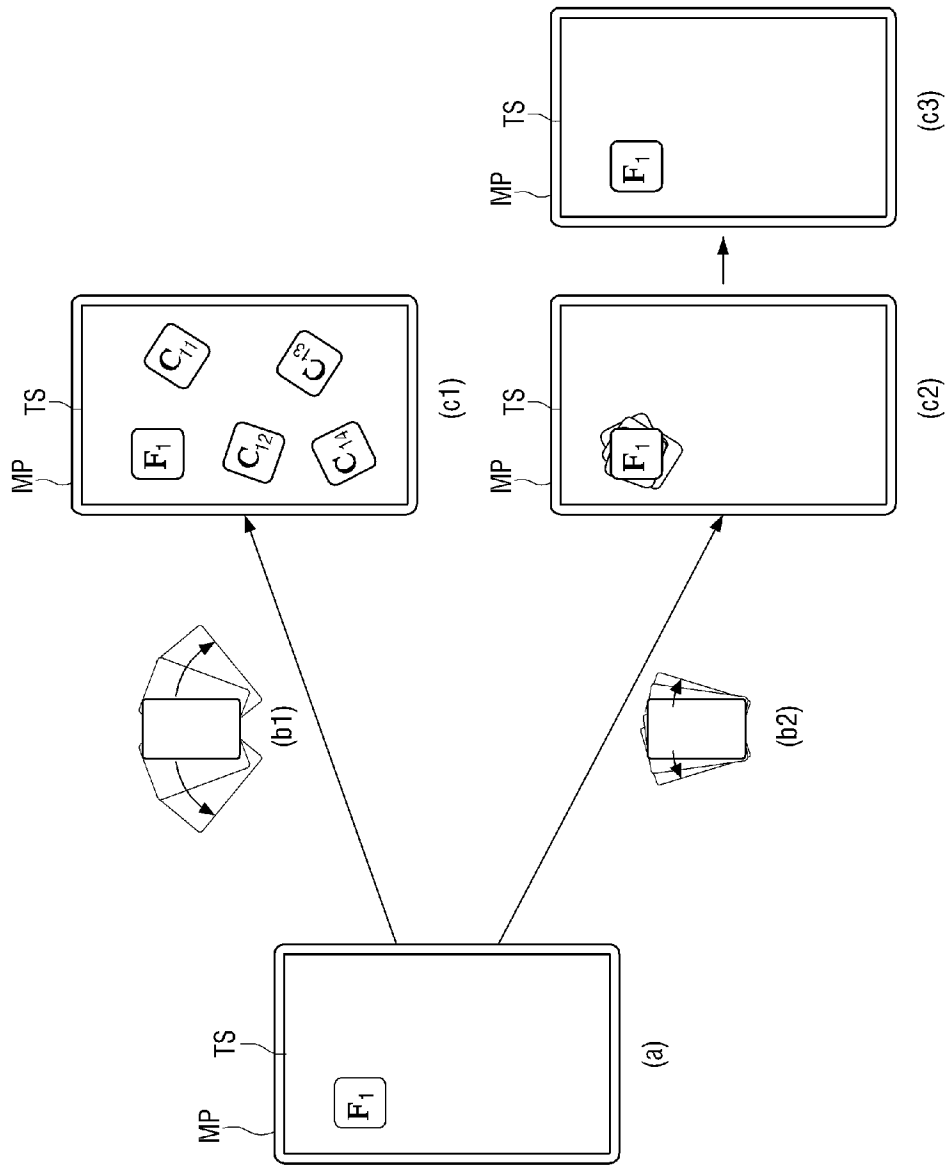 MP
TS
F1
(a)
(b1)
MP
TS
F1
C11
C12
C13
C14
(c1)
(b2)
MP
TS
F1
(c2)
MP
TS
F1
(c3)